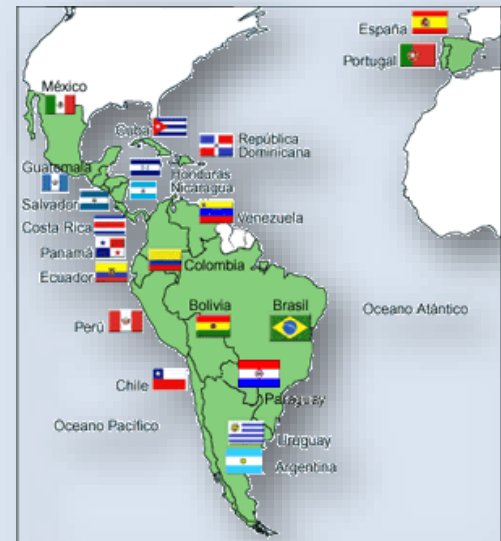 España
Portugal
México
Cuba
República
Dominicana
Guatemala
Honduras
Nicaragua
Salvador
Costa Rica
Venezuela
Panamá
Colombia
Ecuador
Bolivia
Brasil
Oceano Atántico
Perú
Chile
Paraguay
Oceano Pacífico
Uruguay
Argentina